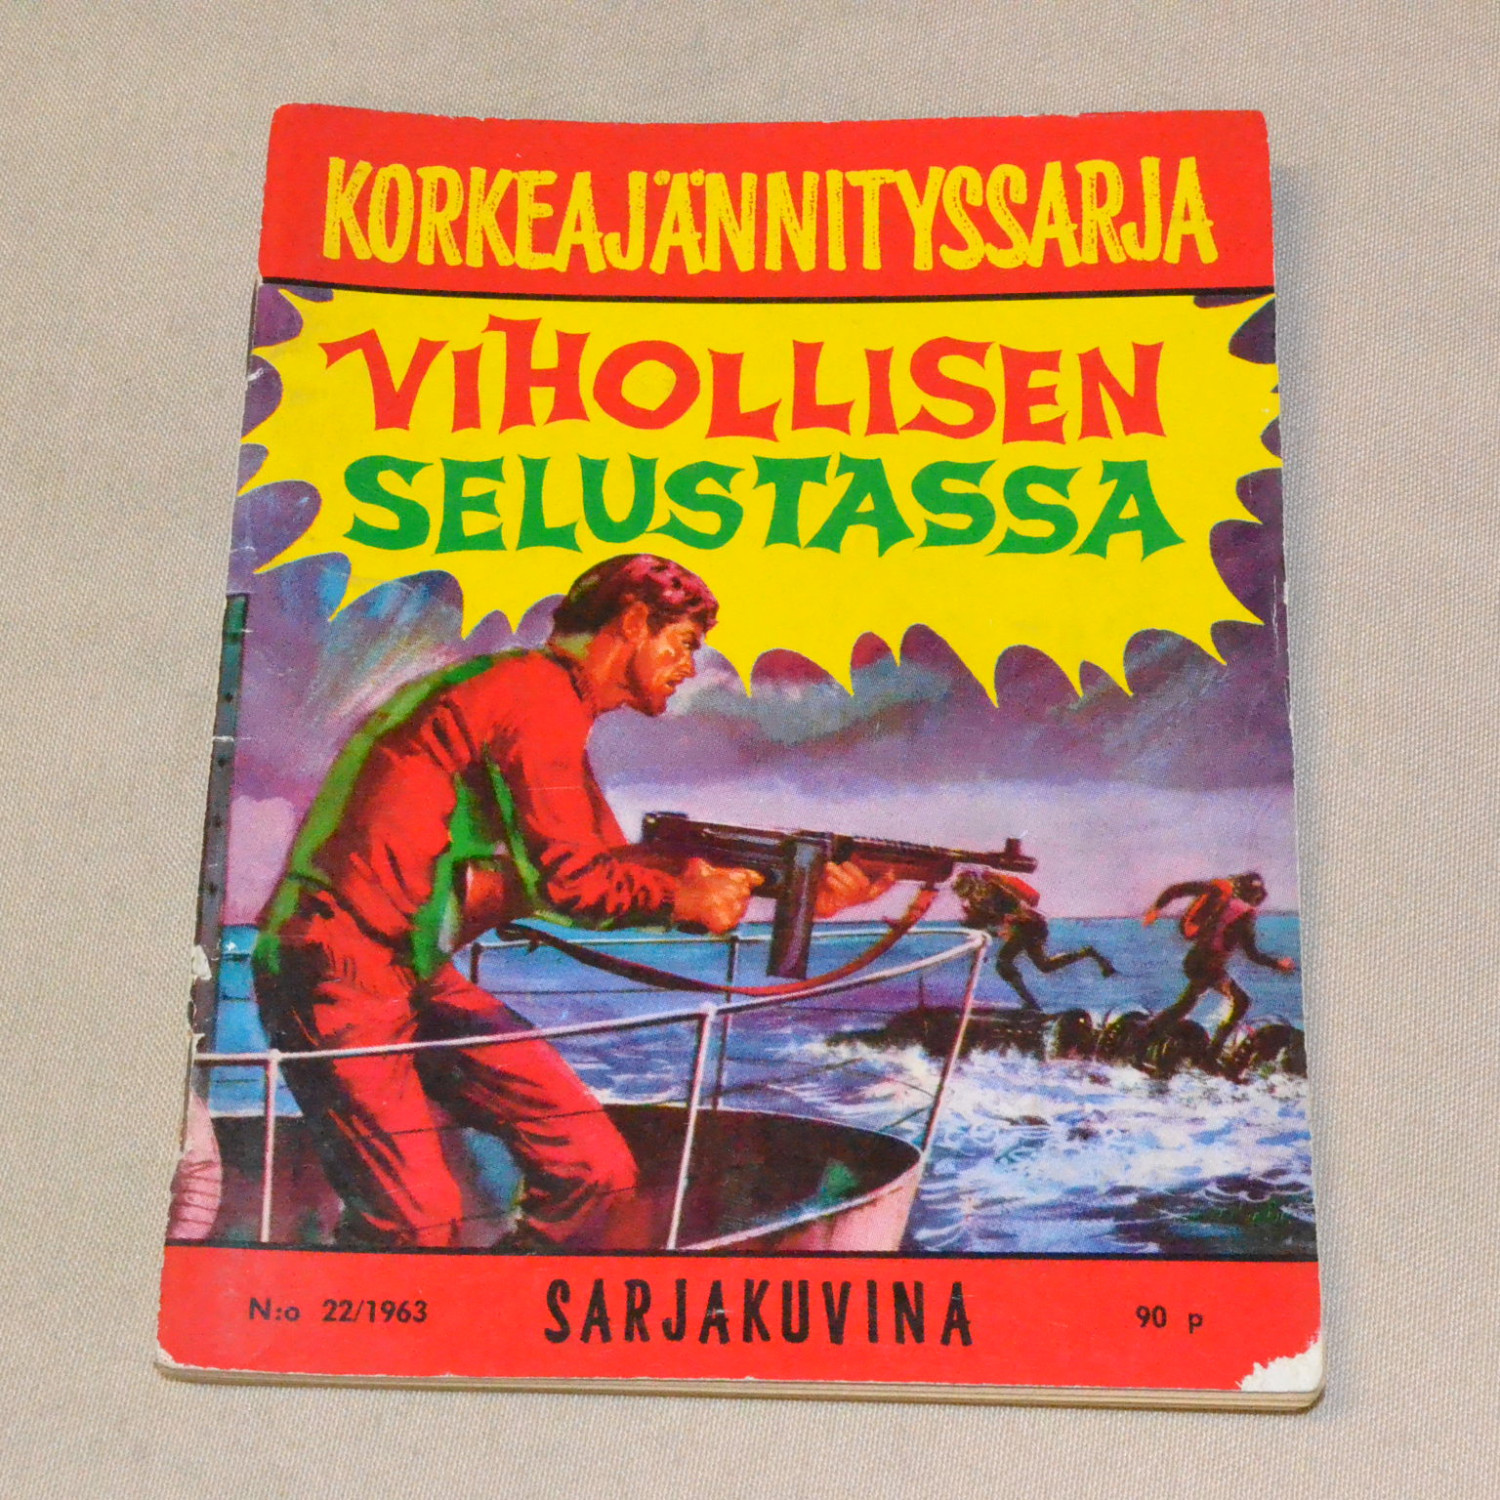 KORKEAJÄNNITYSSARJA
VIHOLLISEN
SELUSTASSA
N:o 22/1963 SARJAKUVINA 90 p